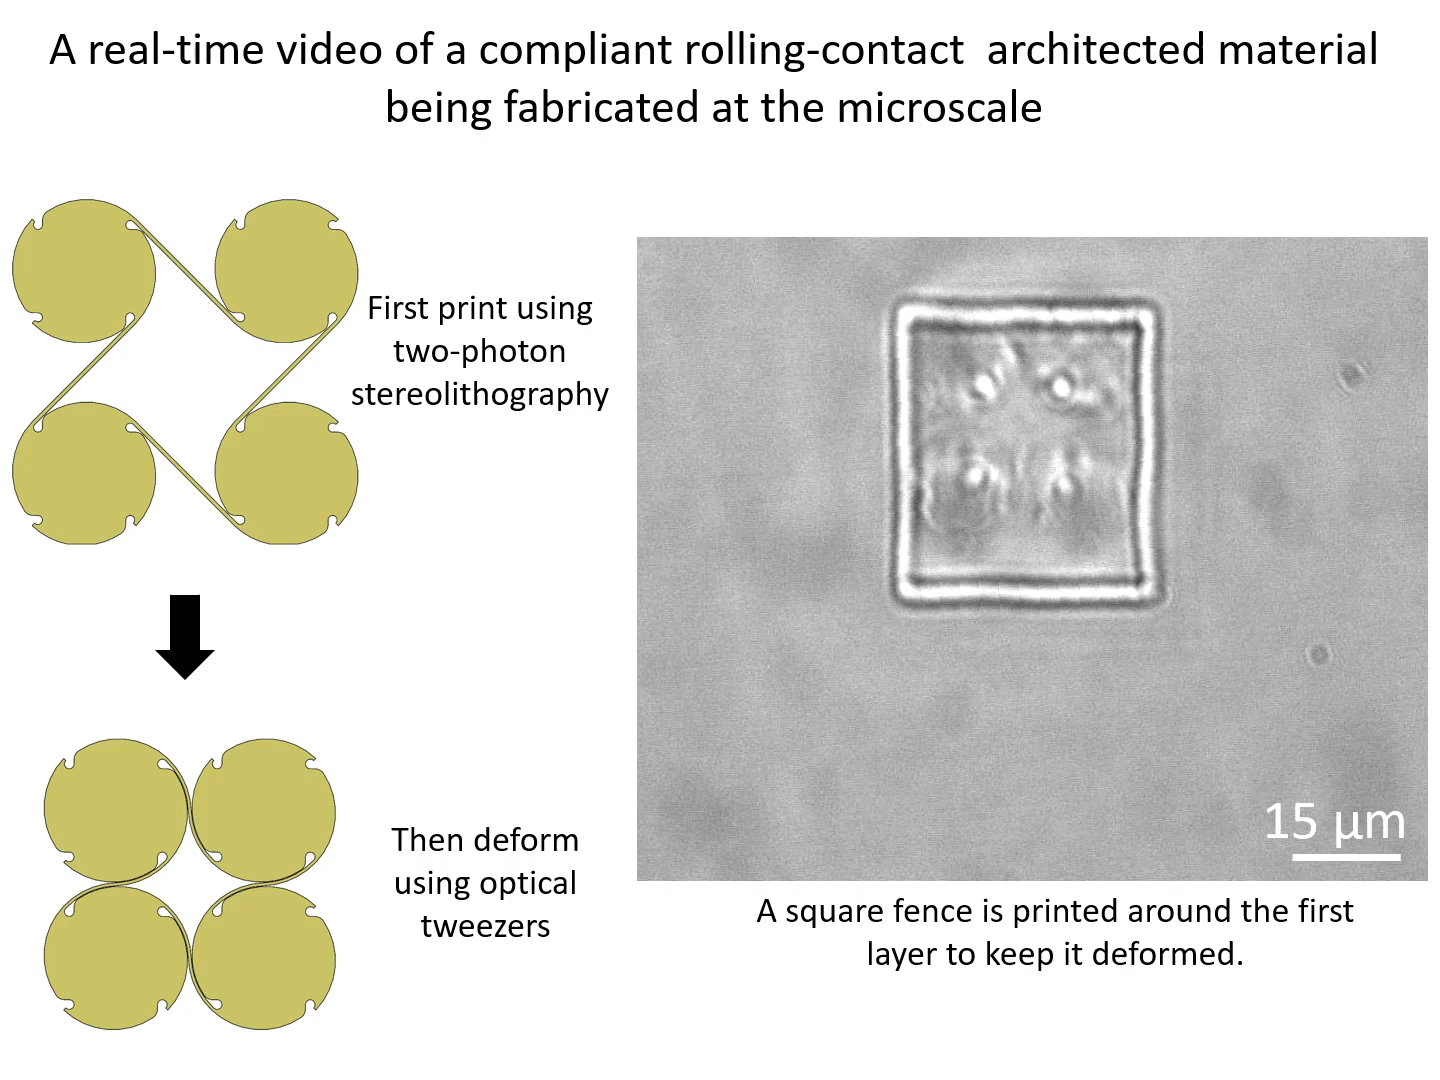 A real-time video of a compliant rolling-contact  architected material
being fabricated at the microscale
First print using
two-photon
stereolithography
Then deform
using optical
tweezers
15 µm
A square fence is printed around the first
layer to keep it deformed.